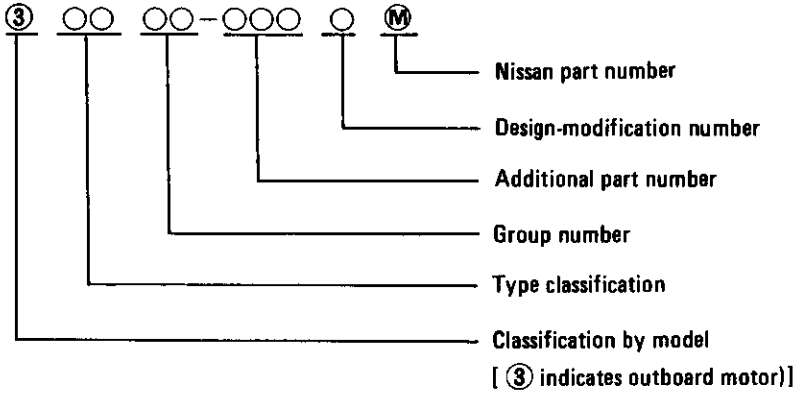 ③ ○○ ○○-○○○ ○ Ⓜ
Nissan part number
Design-modification number
Additional part number
Group number
Type classification
Classification by model
[ ③ indicates outboard motor)]